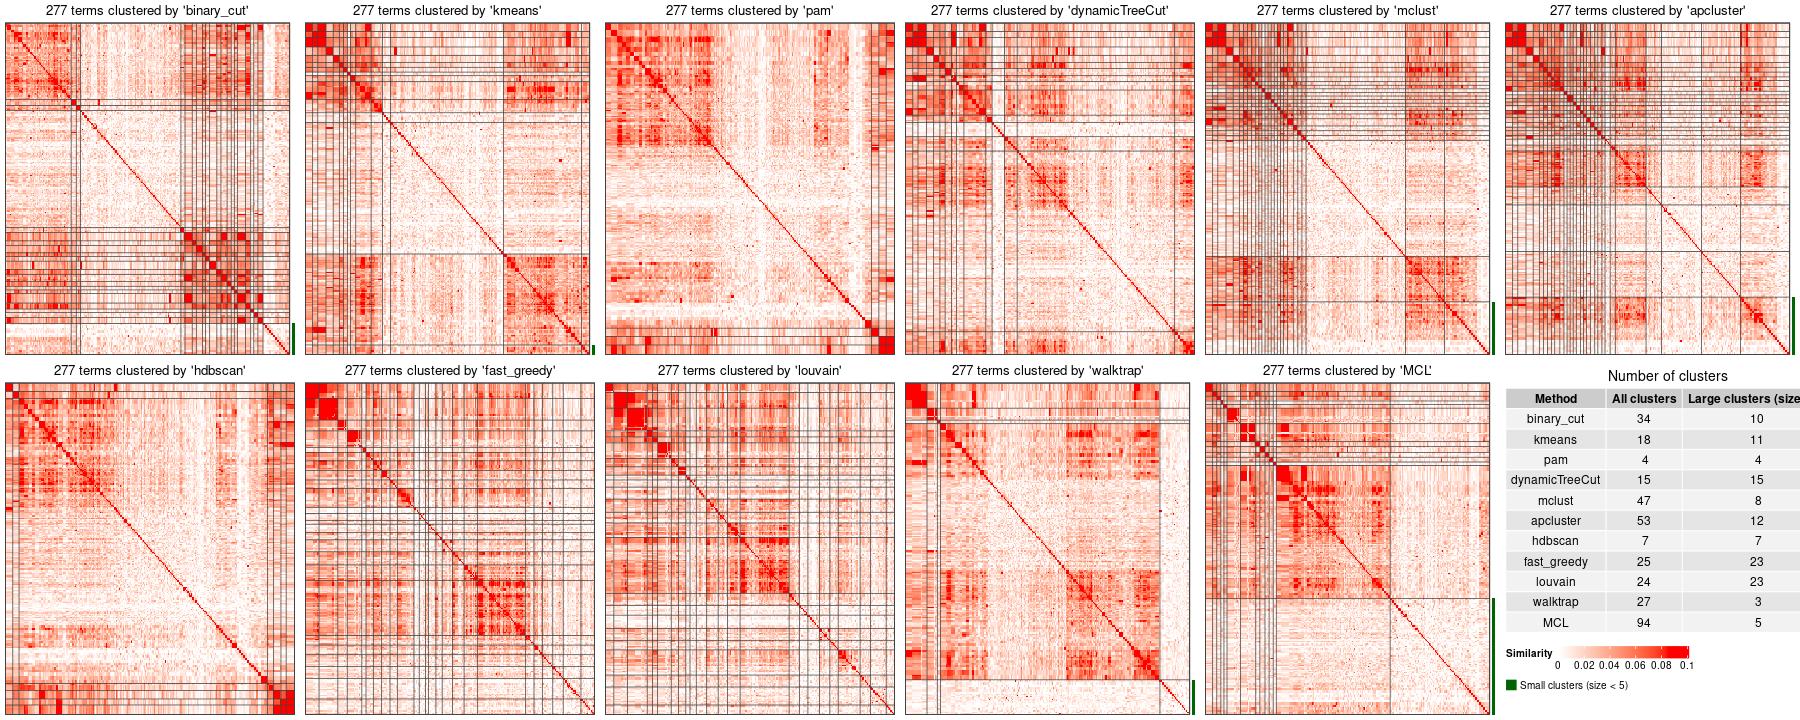 277 terms clustered by 'binary_cut'
277 terms clustered by 'kmeans'
277 terms clustered by 'pam'
277 terms clustered by 'dynamicTreeCut'
277 terms clustered by 'mclust'
277 terms clustered by 'apcluster'
277 terms clustered by 'hdbscan'
277 terms clustered by 'fast_greedy'
277 terms clustered by 'louvain'
277 terms clustered by 'walktrap'
277 terms clustered by 'MCL'
Number of clusters
Method All clusters Large clusters (size
binary_cut 34 10
kmeans 18 11
pam 4 4
dynamicTreeCut 15 15
mclust 47 8
apcluster 53 12
hdbscan 7 7
fast_greedy 25 23
louvain 24 23
walktrap 27 3
MCL 94 5
Similarity
0 0.02 0.04 0.06 0.08 0.1
Small clusters (size < 5)